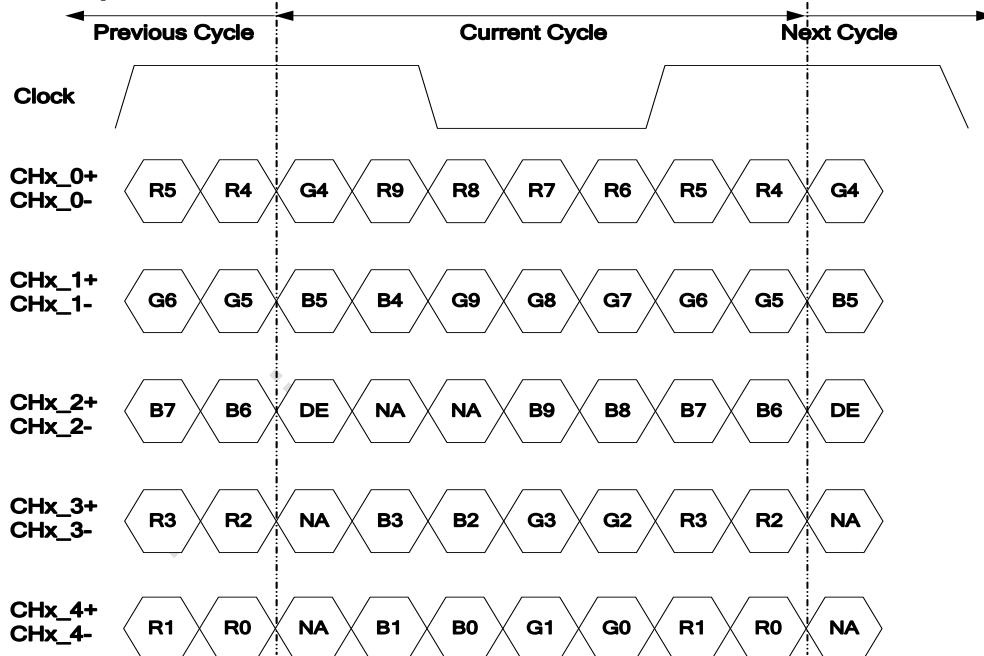 Previous Cycle Current Cycle Next Cycle
Clock
CHx_0+
CHx_0-
R5 R4 G4 R9 R8 R7 R6 R5 R4 G4
CHx_1+
CHx_1-
G6 G5 B5 B4 G9 G8 G7 G6 G5 B5
CHx_2+
CHx_2-
B7 B6 DE NA NA B9 B8 B7 B6 DE
CHx_3+
CHx_3-
R3 R2 NA B3 B2 G3 G2 R3 R2 NA
CHx_4+
CHx_4-
R1 R0 NA B1 B0 G1 G0 R1 R0 NA